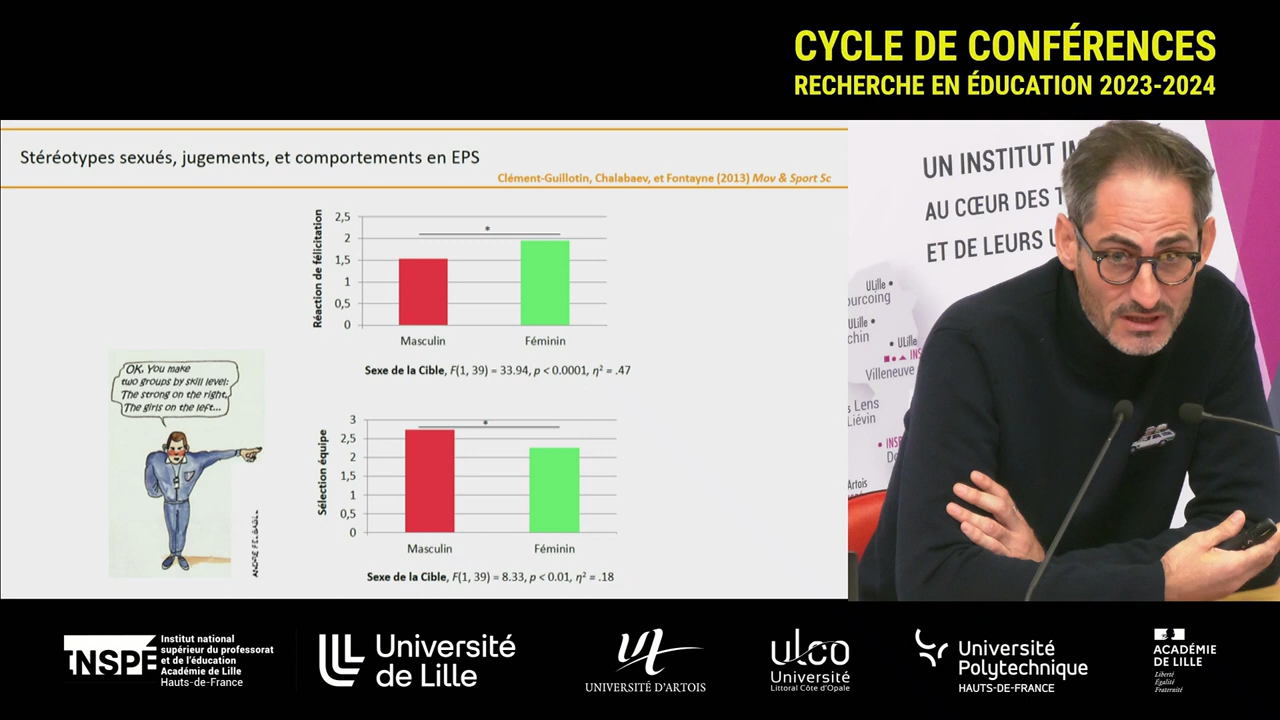 CYCLE DE CONFÉRENCES
RECHERCHE EN ÉDUCATION 2023-2024
Stéréotypes sexués, jugements, et comportements en EPS
Clément-Guillotin, Chalabaev, et Fontayne (2013) Mov & Sport Sc
Réaction de félicitation
2,5
2
1,5
1
0,5
0
*
Masculin
Féminin
Sexe de la Cible, F(1, 39) = 33.94, p < 0.0001, η² = .47
Sélection équipe
3
2,5
2
1,5
1
0,5
0
*
Masculin
Féminin
Sexe de la Cible, F(1, 39) = 8.33, p < 0.01, η² = .18
OK. You make
two groups by skill level:
The strong on the right,
The girls on the left...
UN INSTITUT
AU CŒUR DES
ET DE LEURS
ULille
ourcoing
ULille
chin
ULille
INS
Villeneuve
Lens
Liévin
INSP
Artois
INSPÉ
Institut national
supérieur du professorat
et de l'éducation
Académie de Lille
Hauts-de-France
Université
de Lille
UNIVERSITÉ D'ARTOIS
ulco
Université
Littoral Côte d'Opale
Université
Polytechnique
HAUTS-DE-FRANCE
ACADÉMIE
DE LILLE
Liberté
Égalité
Fraternité